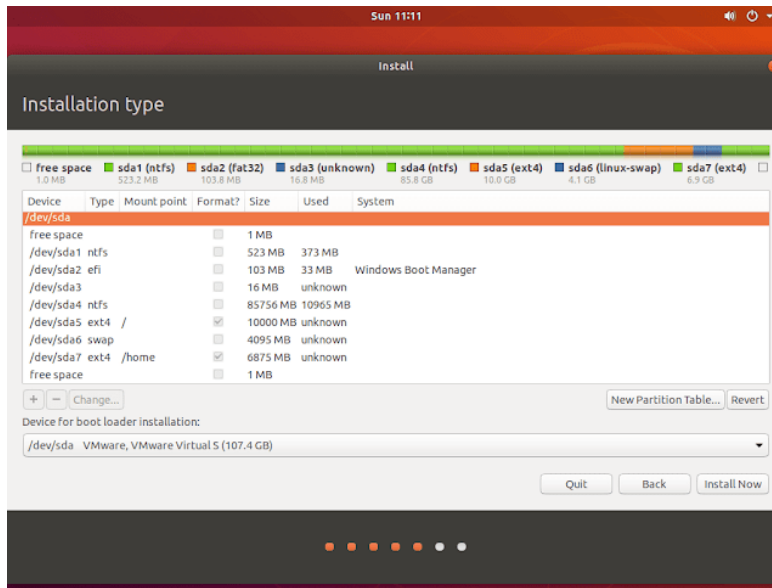 Sun 11:11
Install
Installation type
free space sda1 (ntfs) sda2 (fat32) sda3 (unknown) sda4 (ntfs) sda5 (ext4) sda6 (linux-swap) sda7 (ext4)
1.0 MB 523.2 MB 103.8 MB 16.8 MB 85.8 GB 10.0 GB 4.1 GB 6.9 GB
Device Type Mount point Format? Size Used System
/dev/sda
free space 1 MB
/dev/sda1 ntfs 523 MB 373 MB
/dev/sda2 efi 103 MB 33 MB Windows Boot Manager
/dev/sda3 16 MB unknown
/dev/sda4 ntfs 85756 MB 10965 MB
/dev/sda5 ext4 / 10000 MB unknown
/dev/sda6 swap 4095 MB unknown
/dev/sda7 ext4 /home 6875 MB unknown
free space 1 MB
+ − Change... New Partition Table... Revert
Device for boot loader installation:
/dev/sda VMware, VMware Virtual S (107.4 GB)
Quit Back Install Now